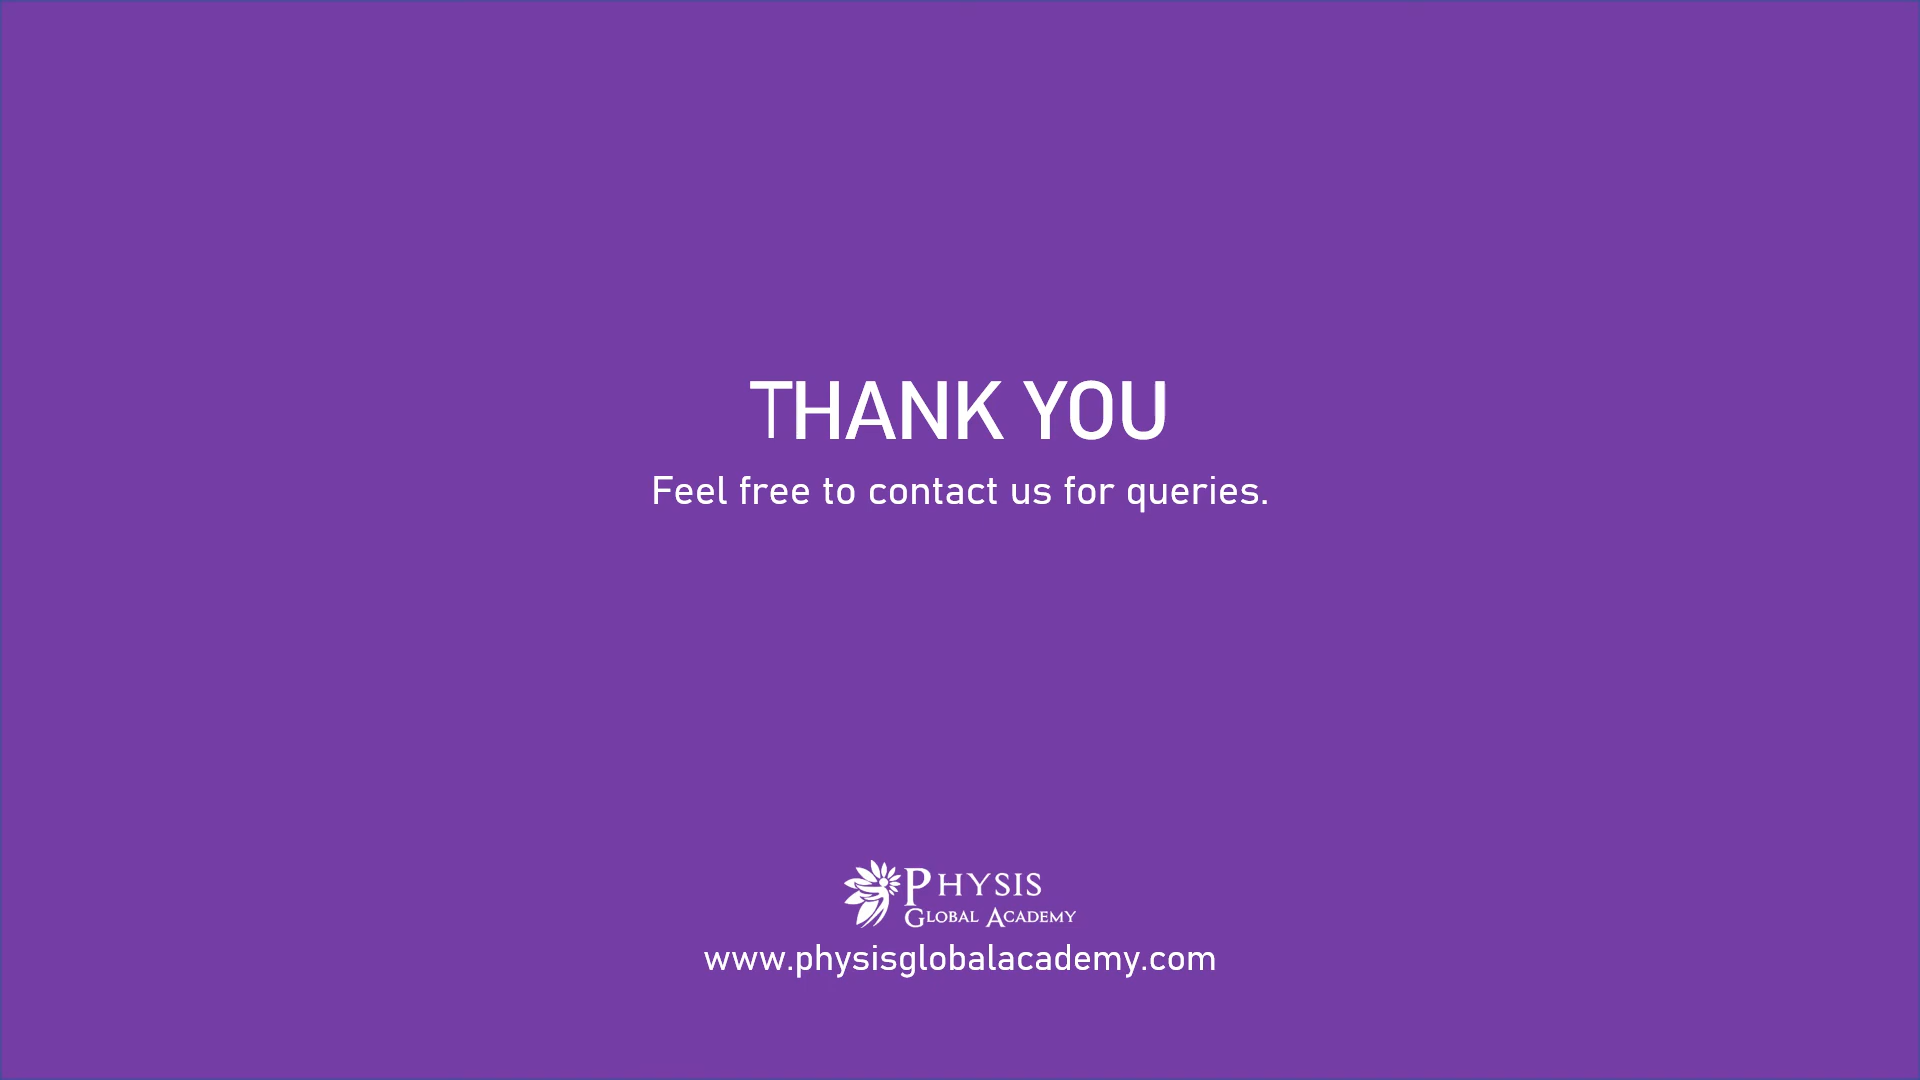 THANK YOU
Feel free to contact us for queries.
PHYSIS
GLOBAL ACADEMY
www.physisglobalacademy.com